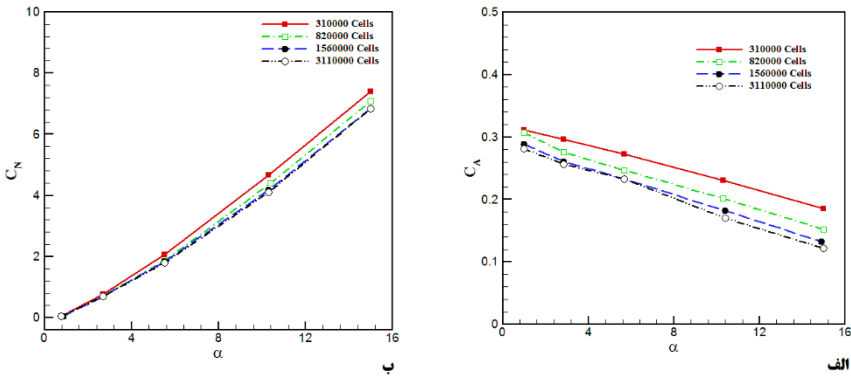 10
8
6
4
2
0
C_N
310000 Cells
820000 Cells
1560000 Cells
3110000 Cells
0
4
8
12
16
α
ب
0.5
0.4
0.3
0.2
0.1
0
C_A
310000 Cells
820000 Cells
1560000 Cells
3110000 Cells
0
4
8
12
16
α
الف